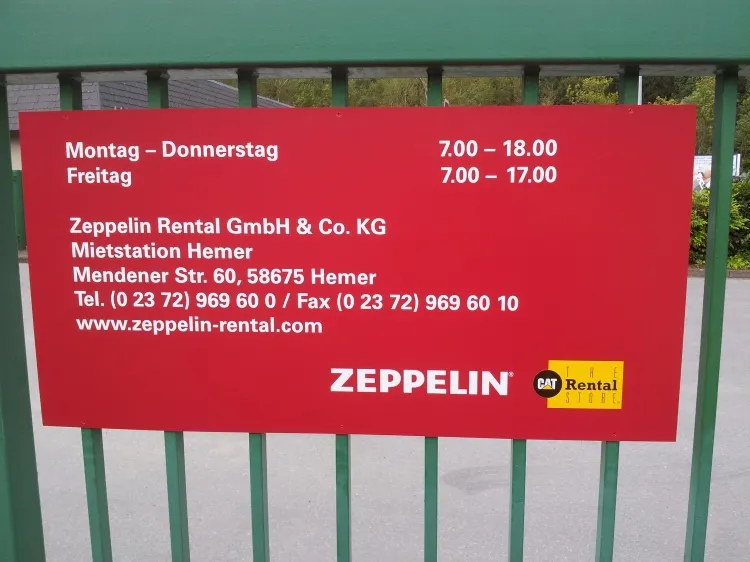 Montag – Donnerstag 7.00 – 18.00
Freitag 7.00 – 17.00
Zeppelin Rental GmbH & Co. KG
Mietstation Hemer
Mendener Str. 60, 58675 Hemer
Tel. (0 23 72) 969 60 0 / Fax (0 23 72) 969 60 10
www.zeppelin-rental.com
ZEPPELIN®
THE
CAT Rental
STORE